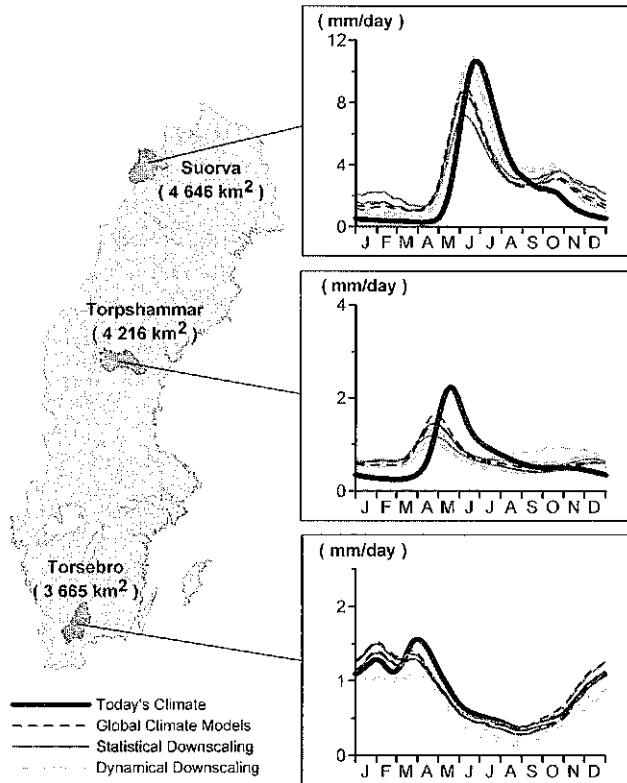 ( mm/day )
12
8
4
0
J F M A M J J A S O N D
Suorva
( 4 646 km²)
( mm/day )
4
2
0
J F M A M J J A S O N D
Torpshammar
( 4 216 km²)
( mm/day )
2
1
0
J F M A M J J A S O N D
Torsebro
( 3 665 km²)
Today's Climate
Global Climate Models
Statistical Downscaling
Dynamical Downscaling